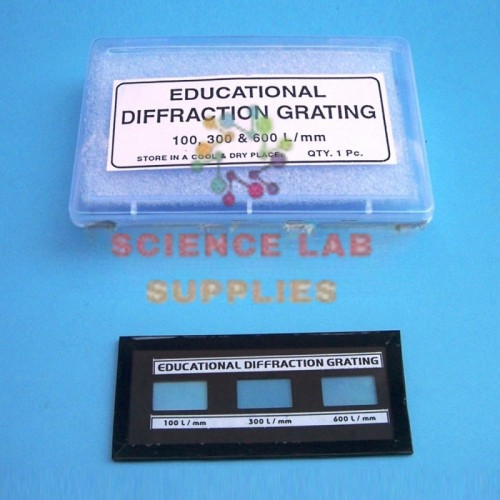 EDUCATIONAL
DIFFRACTION GRATING
100, 300 & 600 L/mm
STORE IN A COOL & DRY PLACE. QTY. 1 Pc.
SCIENCE LAB
SUPPLIES
EDUCATIONAL DIFFRACTION GRATING
100 L / mm 300 L / mm 600 L / mm